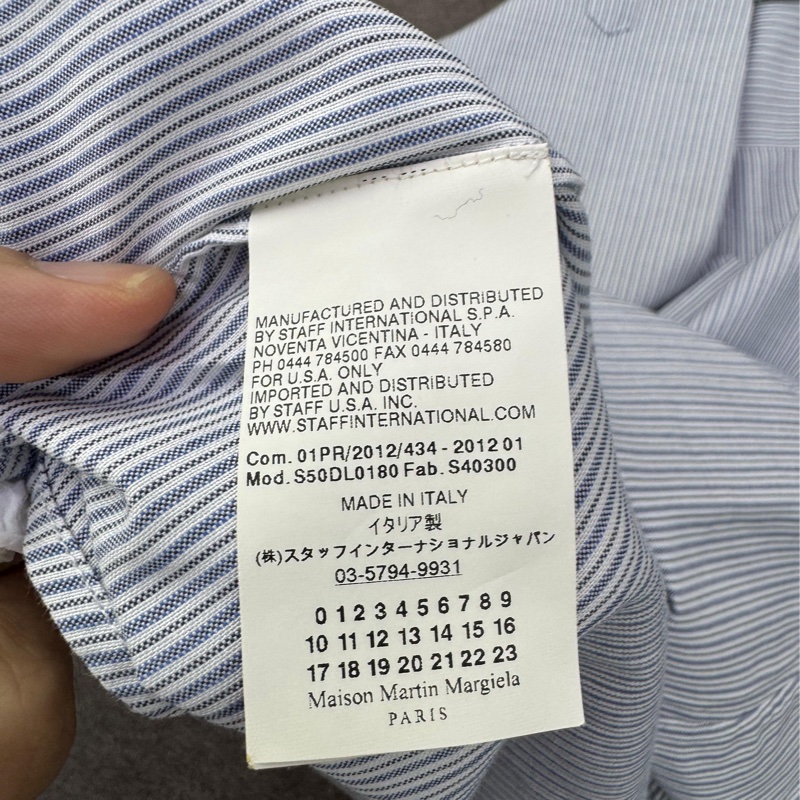 MANUFACTURED AND DISTRIBUTED
BY STAFF INTERNATIONAL S.P.A.
NOVENTA VICENTINA - ITALY
PH 0444 784500 FAX 0444 784580
FOR U.S.A. ONLY
IMPORTED AND DISTRIBUTED
BY STAFF U.S.A. INC.
WWW.STAFFINTERNATIONAL.COM
Com. 01PR/2012/434 - 2012 01
Mod. S50DL0180 Fab. S40300
MADE IN ITALY
イタリア製
(株)スタッフインターナショナルジャパン
03-5794-9931
0 1 2 3 4 5 6 7 8 9
10 11 12 13 14 15 16
17 18 19 20 21 22 23
Maison Martin Margiela
PARIS